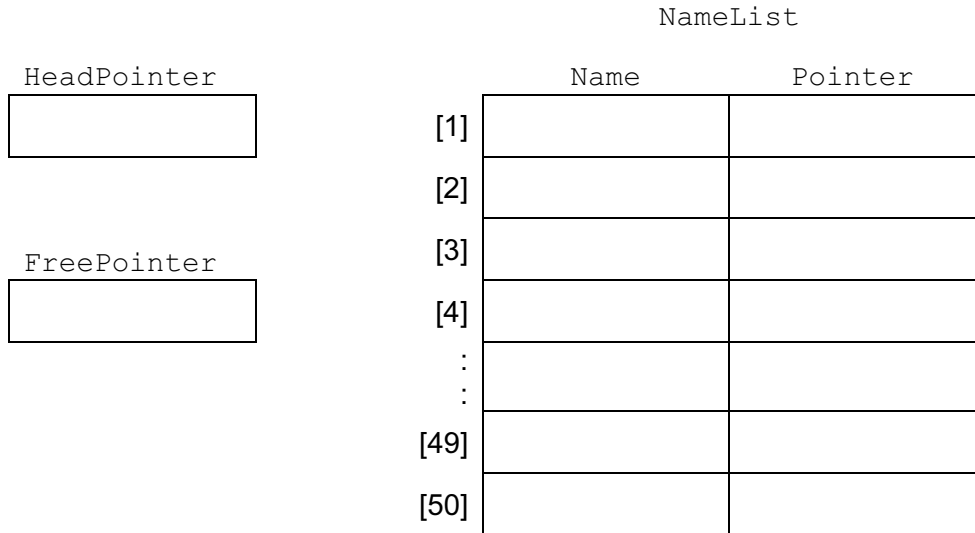 NameList
HeadPointer Name Pointer
[1]
[2]
FreePointer [3]
[4]
:
:
[49]
[50]